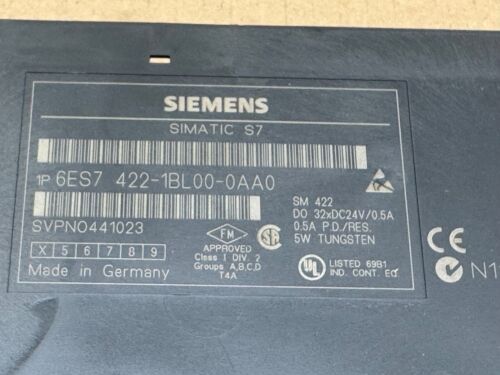 SIEMENS
SIMATIC S7
1P 6ES7 422-1BL00-0AA0
SVPN0441023
X 5 6 7 8 9
Made in Germany
FM
APPROVED
Class I DIV. 2
Groups A,B,C,D
T4A
SA
SM 422
DO 32xDC24V/0.5A
0.5A P.D./RES.
5W TUNGSTEN
UL LISTED 69B1
IND. CONT. EQ
CE
N1